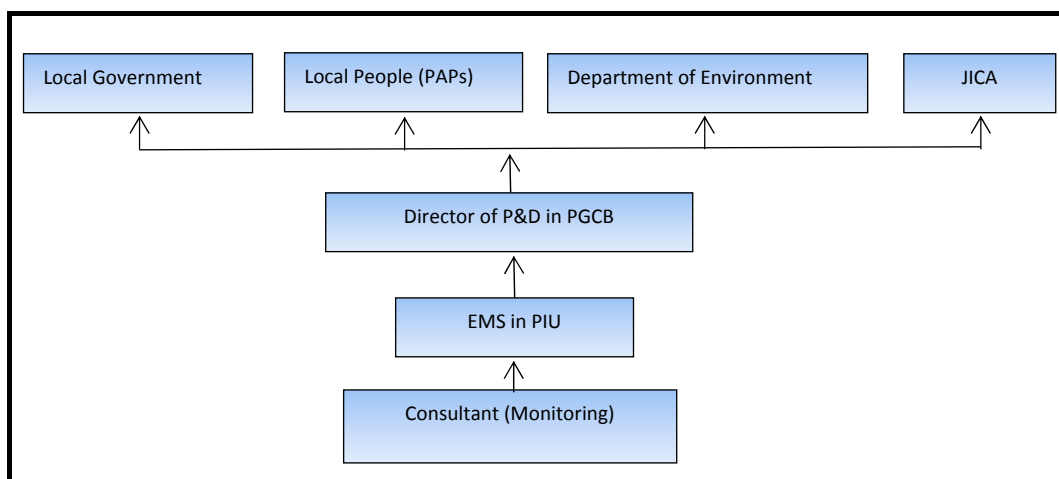 Local Government
Local People (PAPs)
Department of Environment
JICA
Director of P&D in PGCB
EMS in PIU
Consultant (Monitoring)